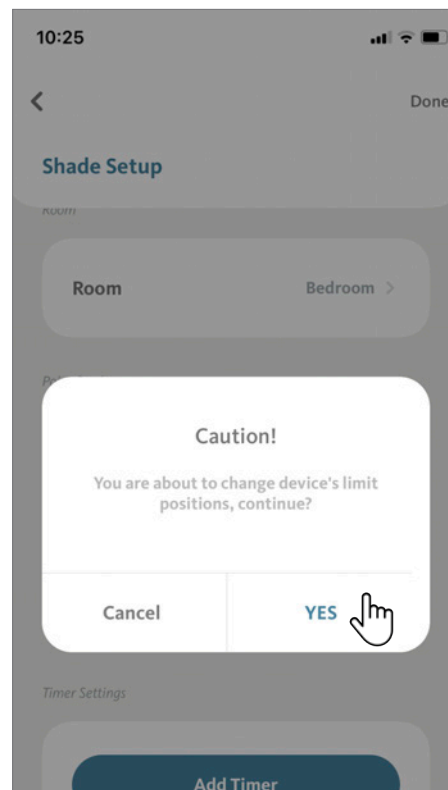 10:25
Done
Shade Setup
Room
Room
Bedroom
Caution!
You are about to change device's limit
positions, continue?
Cancel
YES
Timer Settings
Add Timer